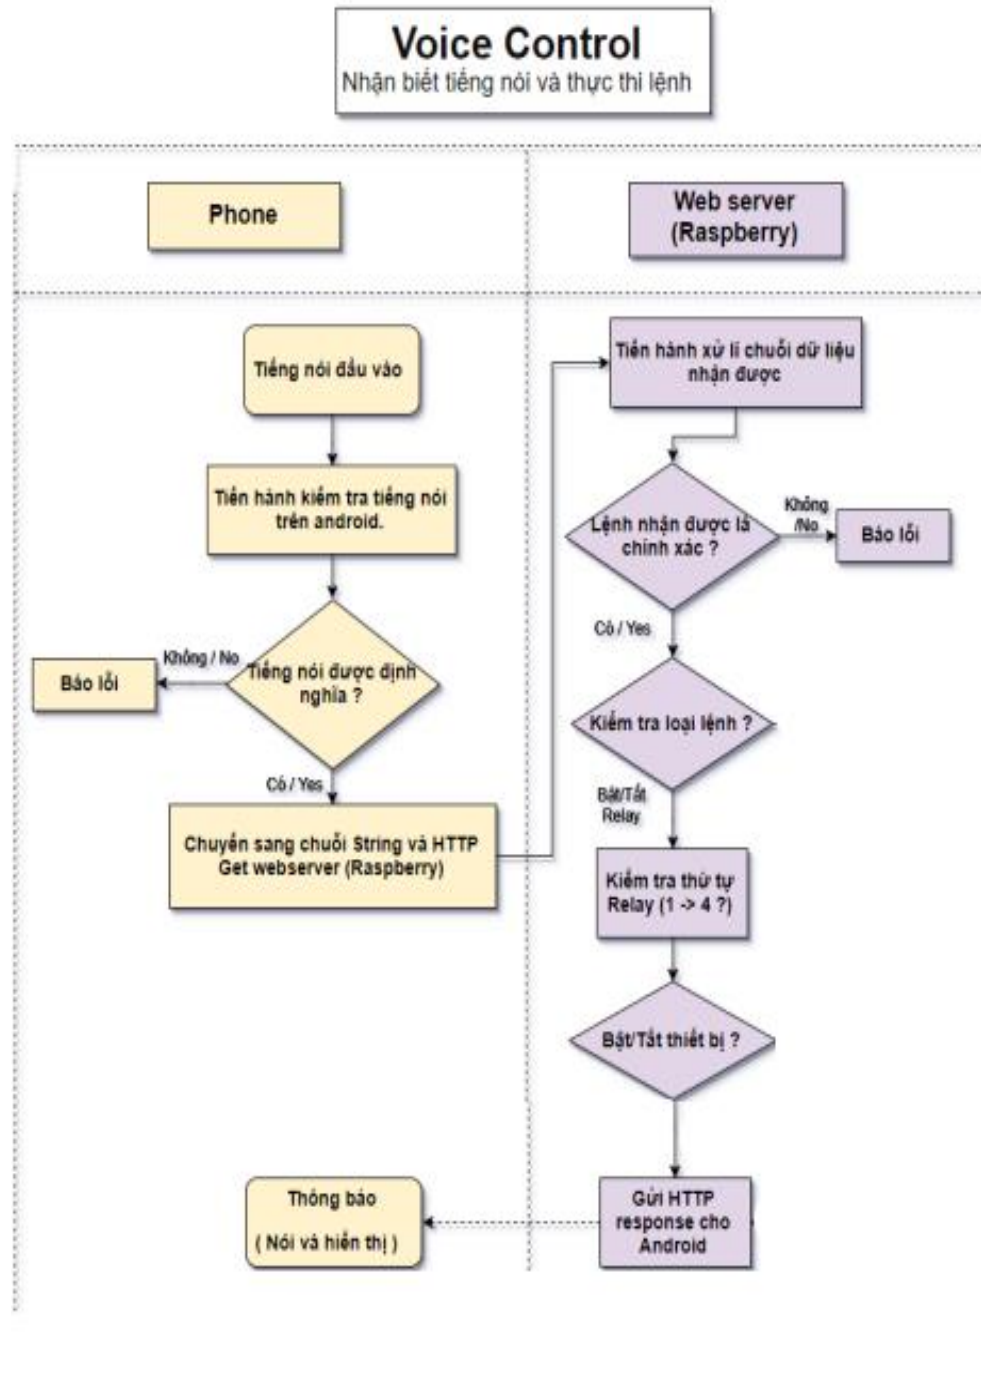 Voice Control
Nhận biết tiếng nói và thực thi lệnh
Phone
Web server
(Raspberry)
Tiếng nói đầu vào
Tiến hành kiểm tra tiếng nói
trên android.
Tiếng nói được định
nghĩa ?
Không / No
Báo lỗi
Có / Yes
Chuyển sang chuỗi String và HTTP
Get webserver (Raspberry)
Tiến hành xử lí chuỗi dữ liệu
nhận được
Lệnh nhận được là
chính xác ?
Không
/No
Báo lỗi
Có / Yes
Kiểm tra loại lệnh ?
Bật/Tắt
Relay
Kiểm tra thứ tự
Relay (1 -> 4 ?)
Bật/Tắt thiết bị ?
Gửi HTTP
response cho
Android
Thông báo
( Nói và hiển thị )